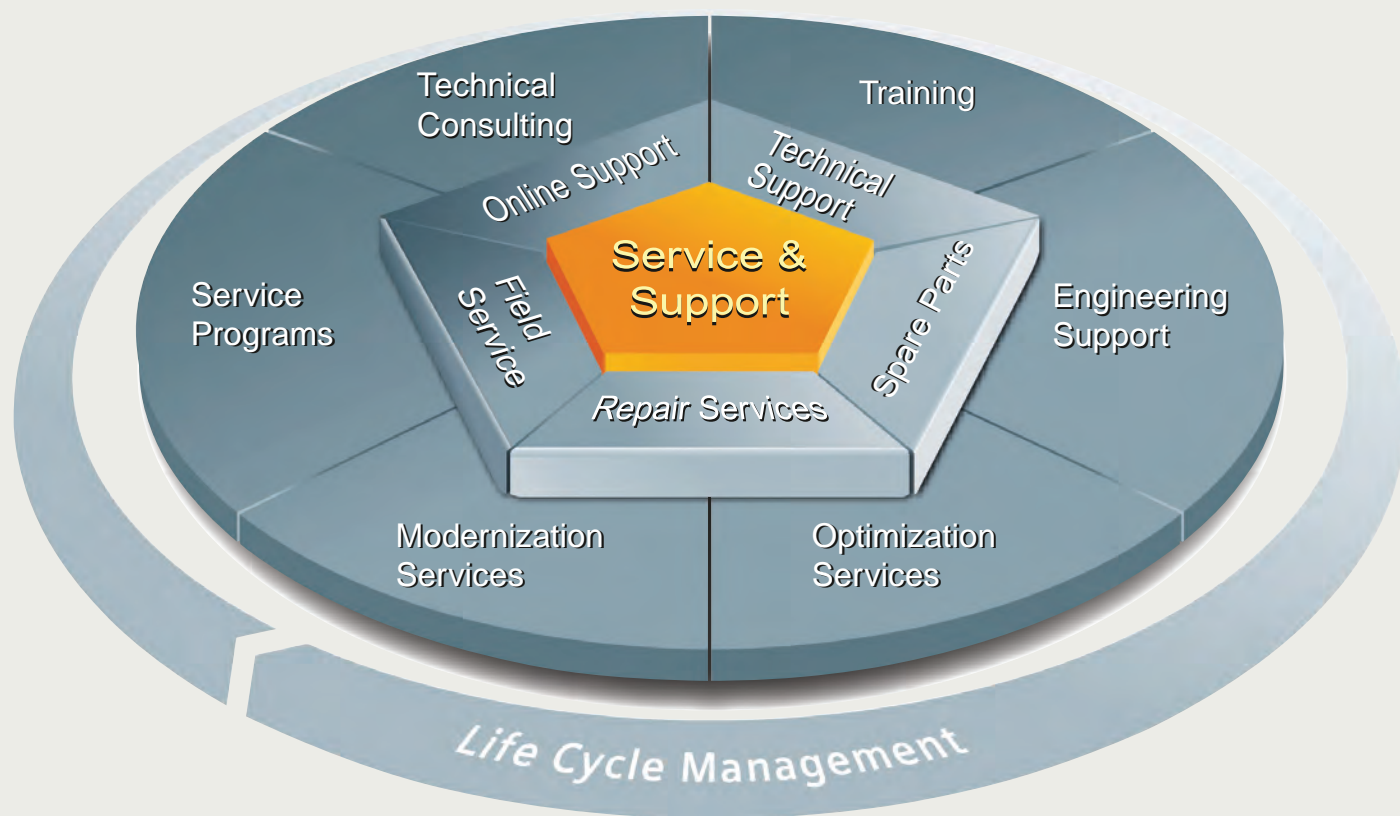 Technical
Consulting
Training
Online Support
Technical
Support
Service &
Support
Service
Programs
Field
Service
Spare Parts
Engineering
Support
Repair Services
Modernization
Services
Optimization
Services
Life Cycle Management